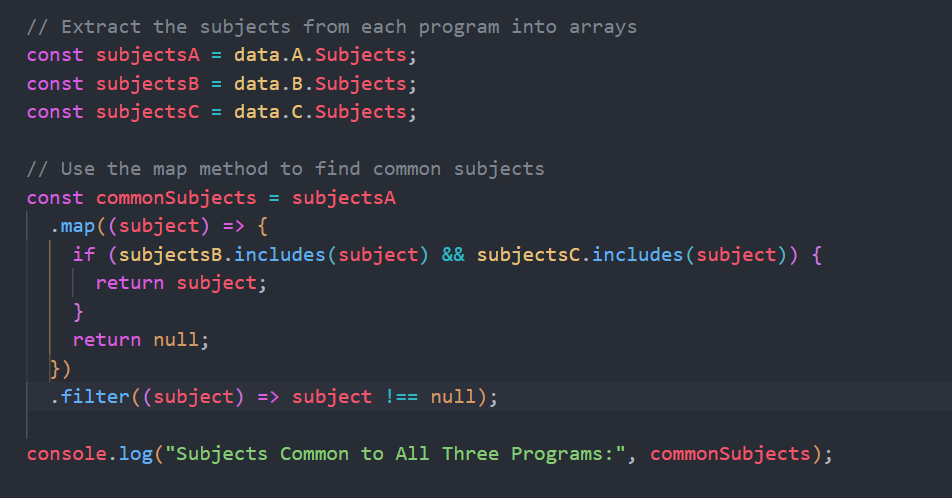 // Extract the subjects from each program into arrays
const subjectsA = data.A.Subjects;
const subjectsB = data.B.Subjects;
const subjectsC = data.C.Subjects;

// Use the map method to find common subjects
const commonSubjects = subjectsA
  .map((subject) => {
    if (subjectsB.includes(subject) && subjectsC.includes(subject)) {
      return subject;
    }
    return null;
  })
  .filter((subject) => subject !== null);

console.log("Subjects Common to All Three Programs:", commonSubjects);